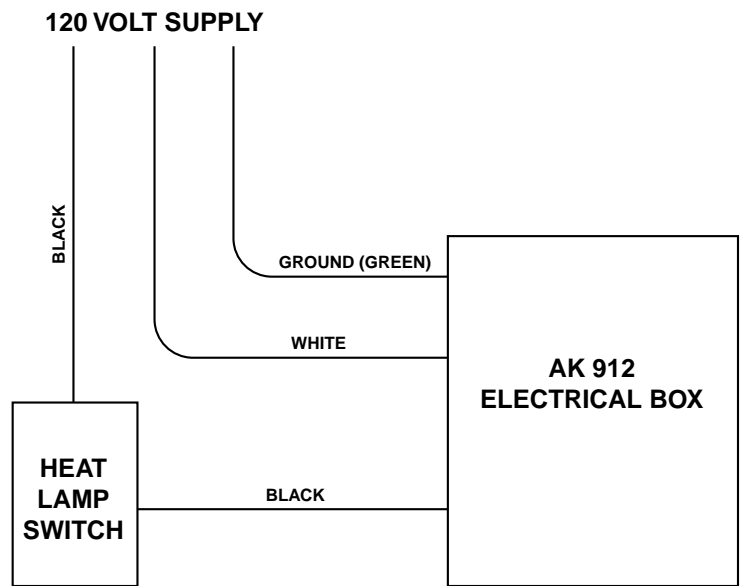 120 VOLT SUPPLY
BLACK
GROUND (GREEN)
WHITE
AK 912
ELECTRICAL BOX
HEAT
LAMP
SWITCH
BLACK